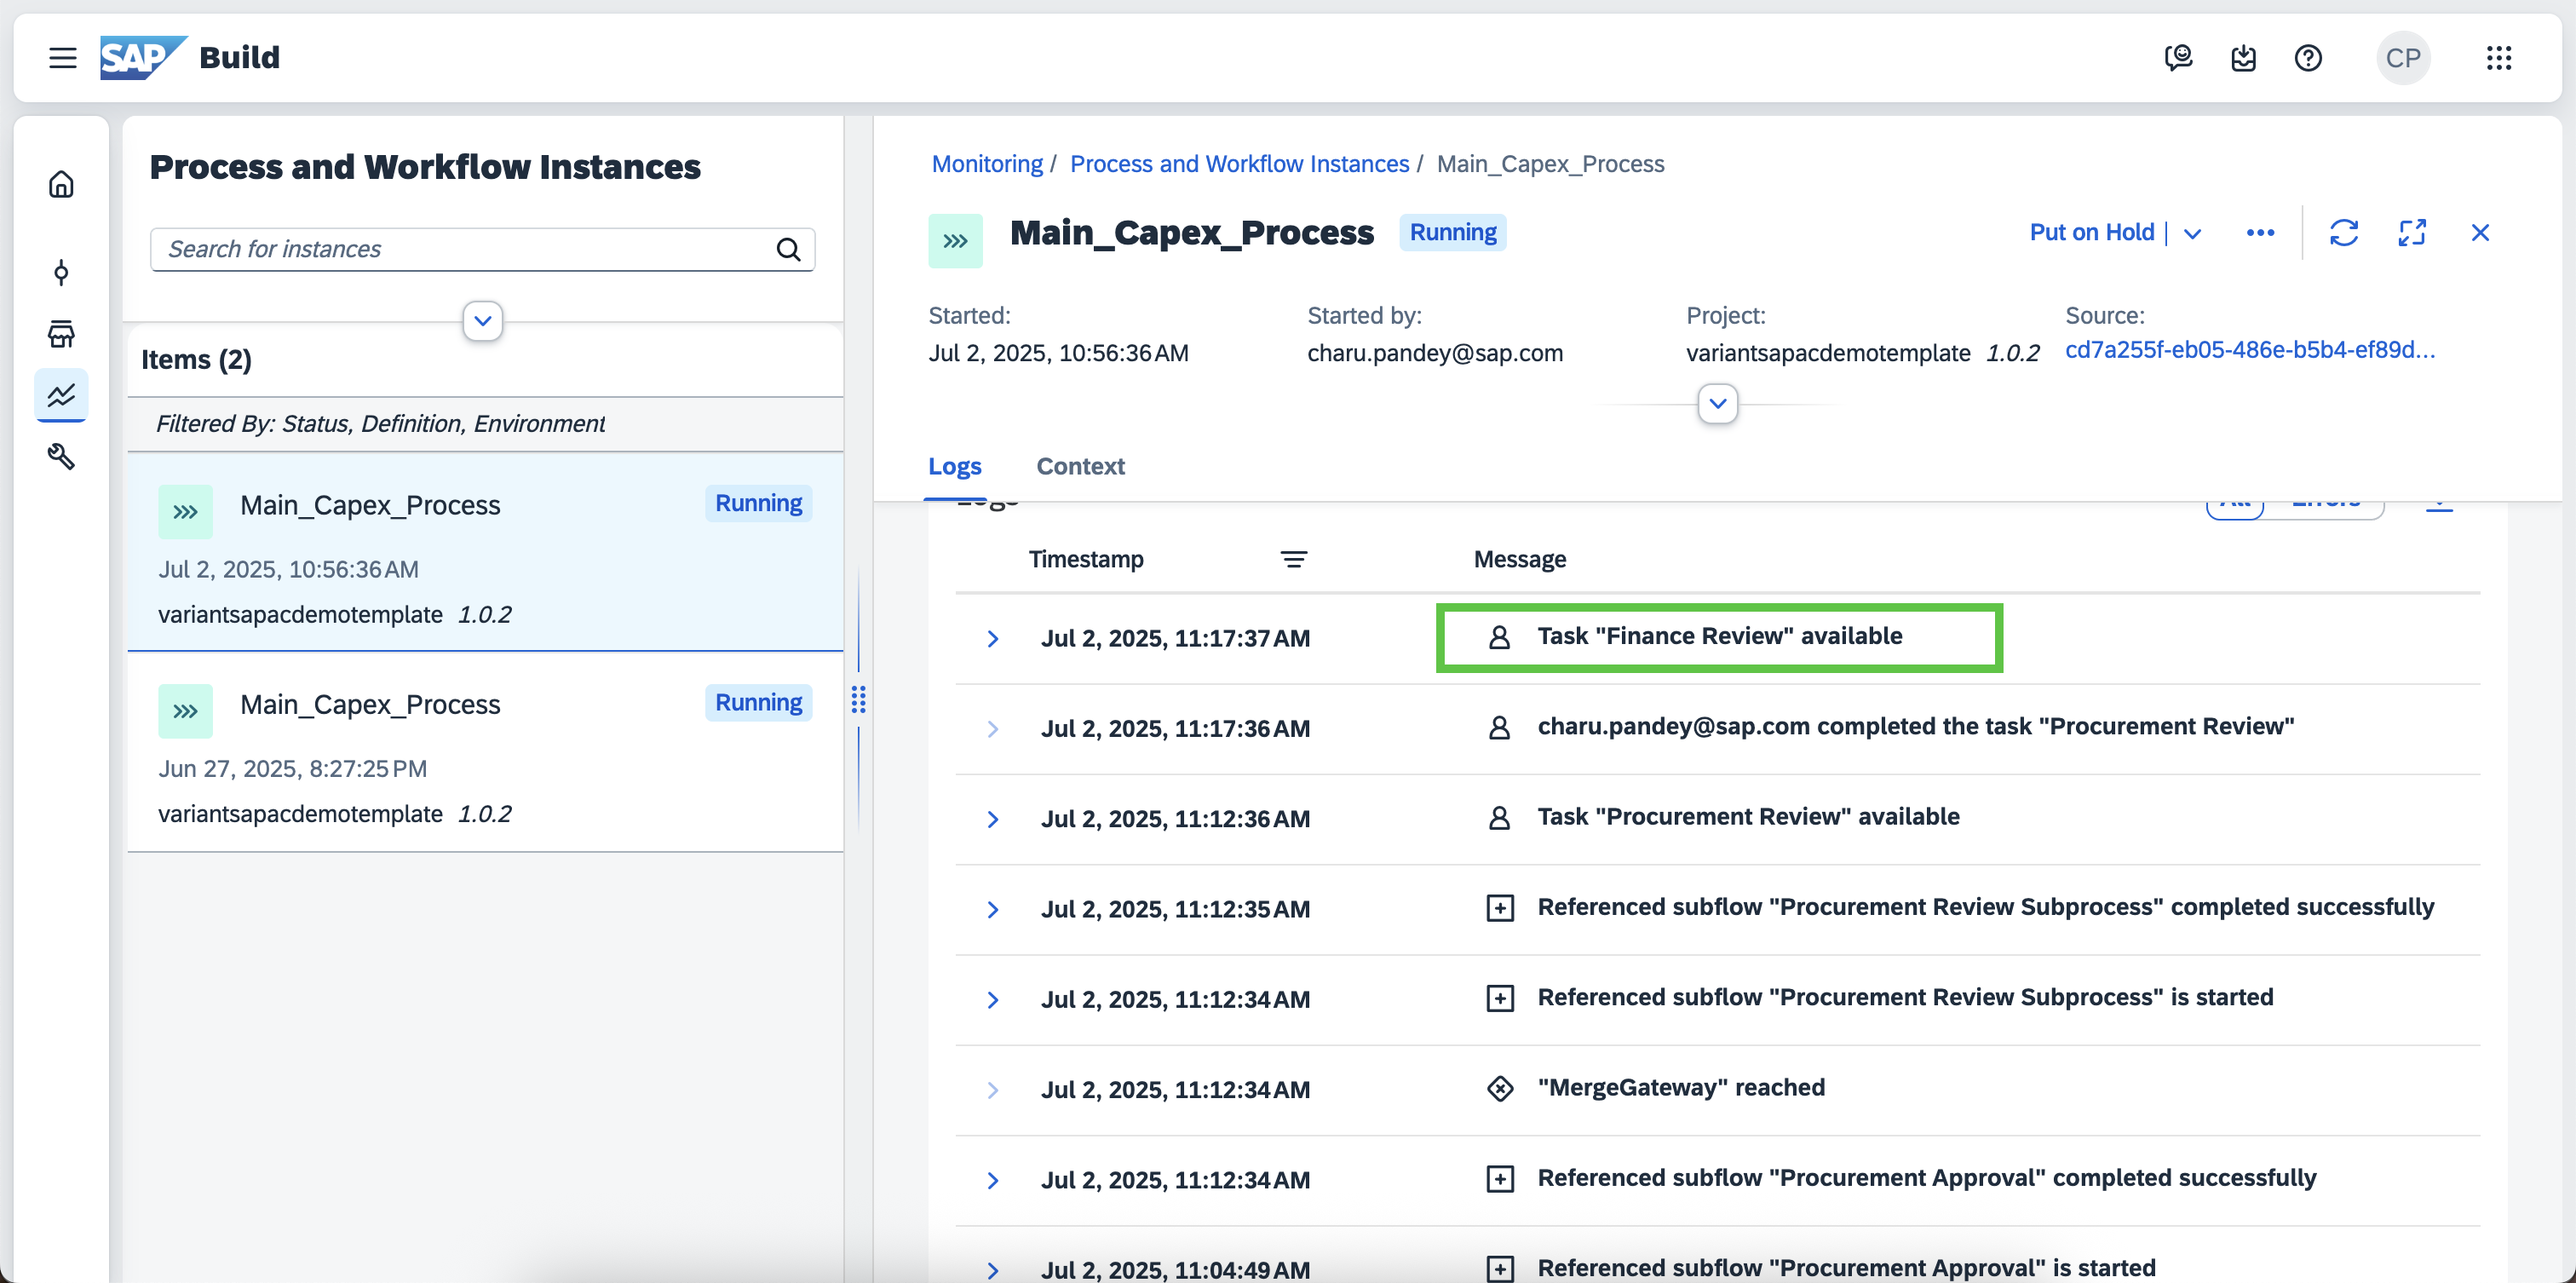 SAP Build
CP
Process and Workflow Instances
Search for instances
Items (2)
Filtered By: Status, Definition, Environment
Main_Capex_Process Running
Jul 2, 2025, 10:56:36 AM
variantsapacdemotemplate 1.0.2
Main_Capex_Process Running
Jun 27, 2025, 8:27:25 PM
variantsapacdemotemplate 1.0.2
Monitoring / Process and Workflow Instances / Main_Capex_Process
Main_Capex_Process Running
Put on Hold
Started: Started by: Project: Source:
Jul 2, 2025, 10:56:36 AM charu.pandey@sap.com variantsapacdemotemplate 1.0.2 cd7a255f-eb05-486e-b5b4-ef89d...
Logs Context
Logs All Errors
Timestamp Message
Jul 2, 2025, 11:17:37 AM Task "Finance Review" available
Jul 2, 2025, 11:17:36 AM charu.pandey@sap.com completed the task "Procurement Review"
Jul 2, 2025, 11:12:36 AM Task "Procurement Review" available
Jul 2, 2025, 11:12:35 AM Referenced subflow "Procurement Review Subprocess" completed successfully
Jul 2, 2025, 11:12:34 AM Referenced subflow "Procurement Review Subprocess" is started
Jul 2, 2025, 11:12:34 AM "MergeGateway" reached
Jul 2, 2025, 11:12:34 AM Referenced subflow "Procurement Approval" completed successfully
Jul 2, 2025, 11:04:49 AM Referenced subflow "Procurement Approval" is started